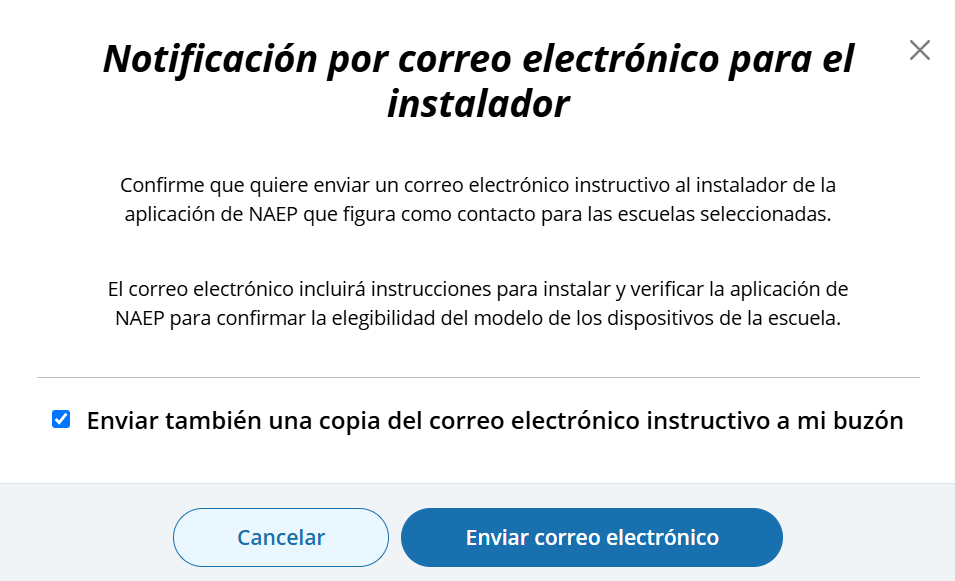 Notificación por correo electrónico para el
instalador
Confirme que quiere enviar un correo electrónico instructivo al instalador de la
aplicación de NAEP que figura como contacto para las escuelas seleccionadas.
El correo electrónico incluirá instrucciones para instalar y verificar la aplicación de
NAEP para confirmar la elegibilidad del modelo de los dispositivos de la escuela.
Enviar también una copia del correo electrónico instructivo a mi buzón
Cancelar
Enviar correo electrónico